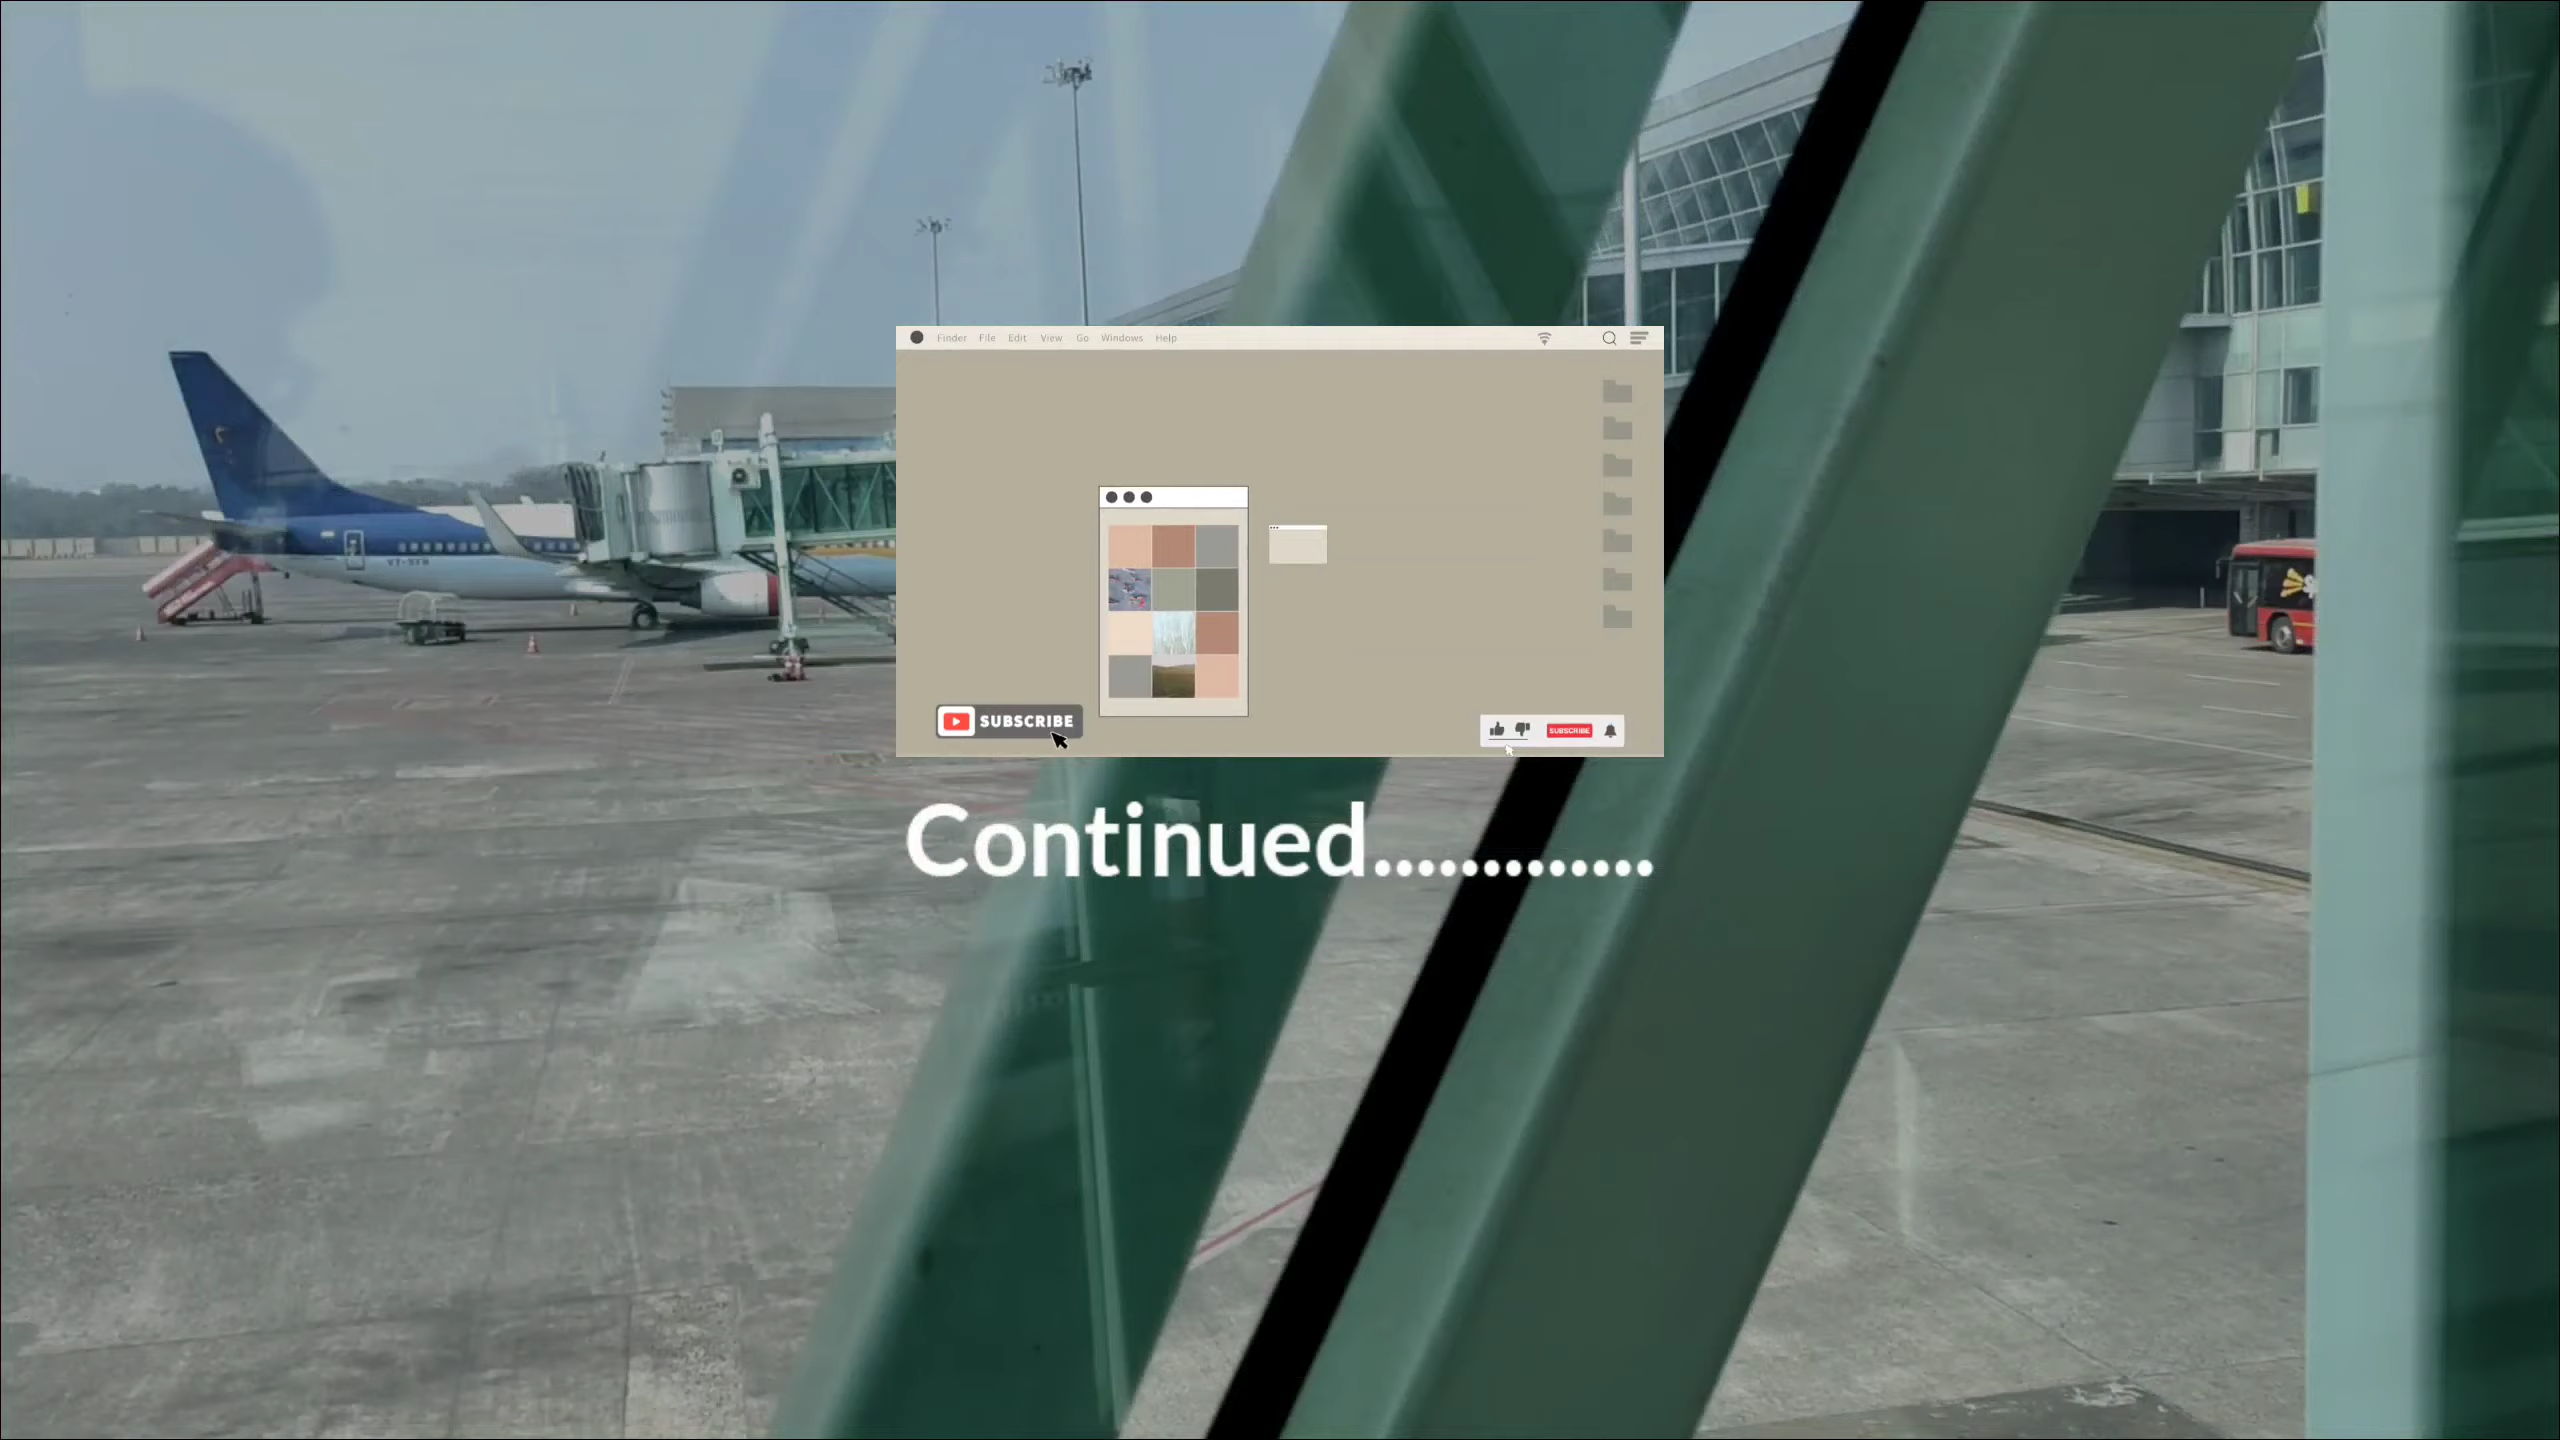 Finder File Edit View Go Windows Help
SUBSCRIBE
SUBSCRIBE
Continued.............